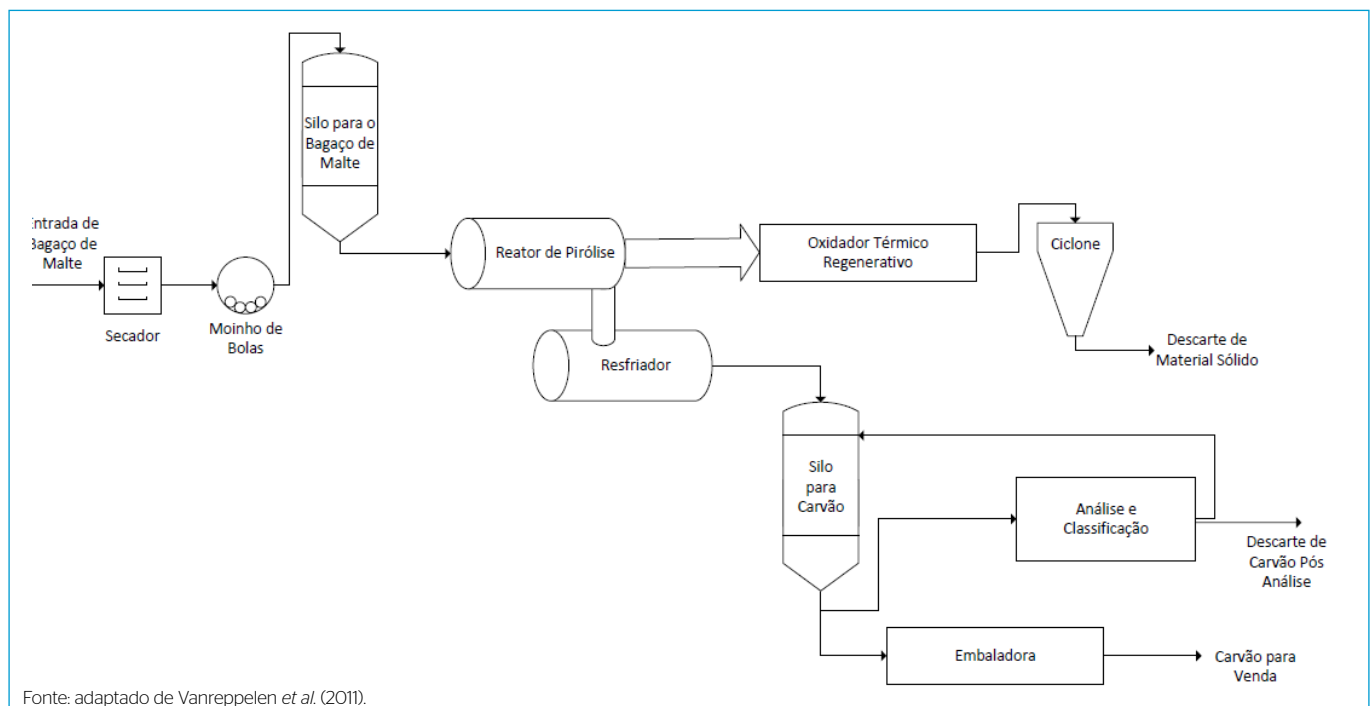 Entrada de
Bagaço de
Malte
Secador
Moinho de
Bolas
Silo para o
Bagaço de
Malte
Reator de Pirólise
Oxidador Térmico
Regenerativo
Ciclone
Descarte de
Material Sólido
Resfriador
Silo
para
Carvão
Análise e
Classificação
Descarte de
Carvão Pós
Análise
Embaladora
Carvão para
Venda
Fonte: adaptado de Vanreppelen et al. (2011).